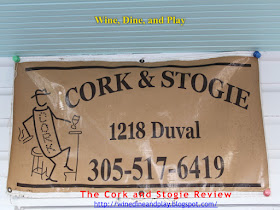 Wine, Dine, and Play
CORK & STOGIE
1218 Duval
305-517-6419
The Cork and Stogie Review
http://winedineandplay.blogspot.com/